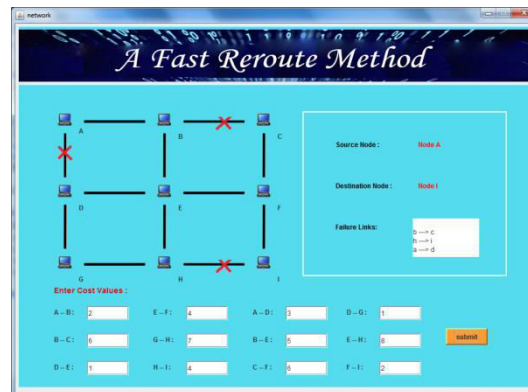 network
A Fast Reroute Method
A
B
C
Source Node :
Node A
D
E
F
Destination Node :
Node I
Failure Links:
b ---> c
h ---> i
a ---> d
G
H
I
Enter Cost Values :
A -- B: 2
E -- F: 4
A -- D: 3
D -- G: 1
B -- C: 6
G -- H: 7
B -- E: 5
E -- H: 8
submit
D -- E: 1
H -- I: 4
C -- F: 6
F -- I: 2